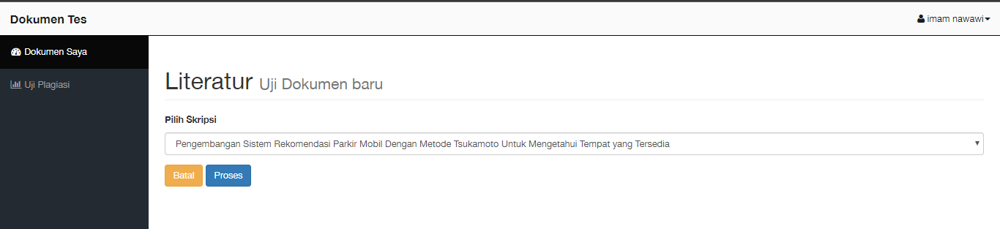 Dokumen Tes
imam nawawi
Dokumen Saya
Uji Plagiasi
Literatur Uji Dokumen baru
Pilih Skripsi
Pengembangan Sistem Rekomendasi Parkir Mobil Dengan Metode Tsukamoto Untuk Mengetahui Tempat yang Tersedia
Batal Proses